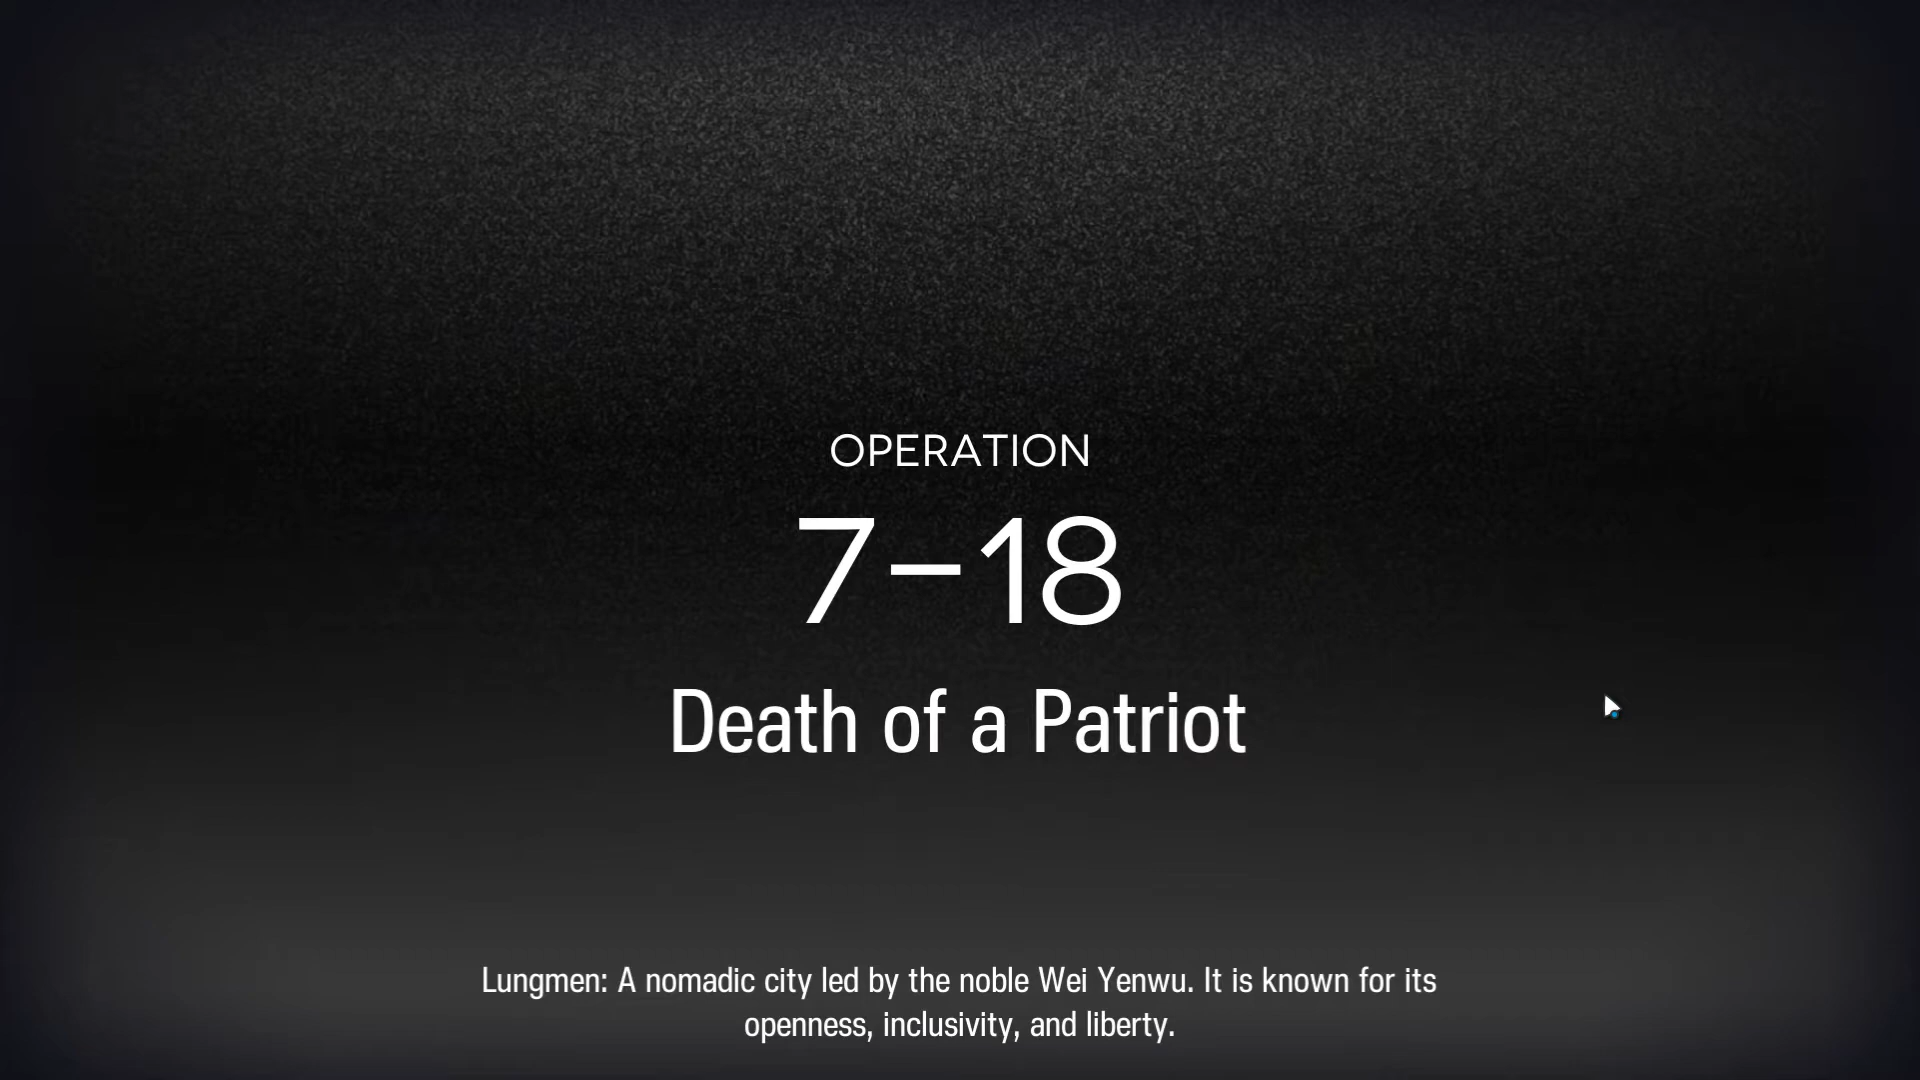 OPERATION
7-18
Death of a Patriot
Lungmen: A nomadic city led by the noble Wei Yenwu. It is known for its
openness, inclusivity, and liberty.